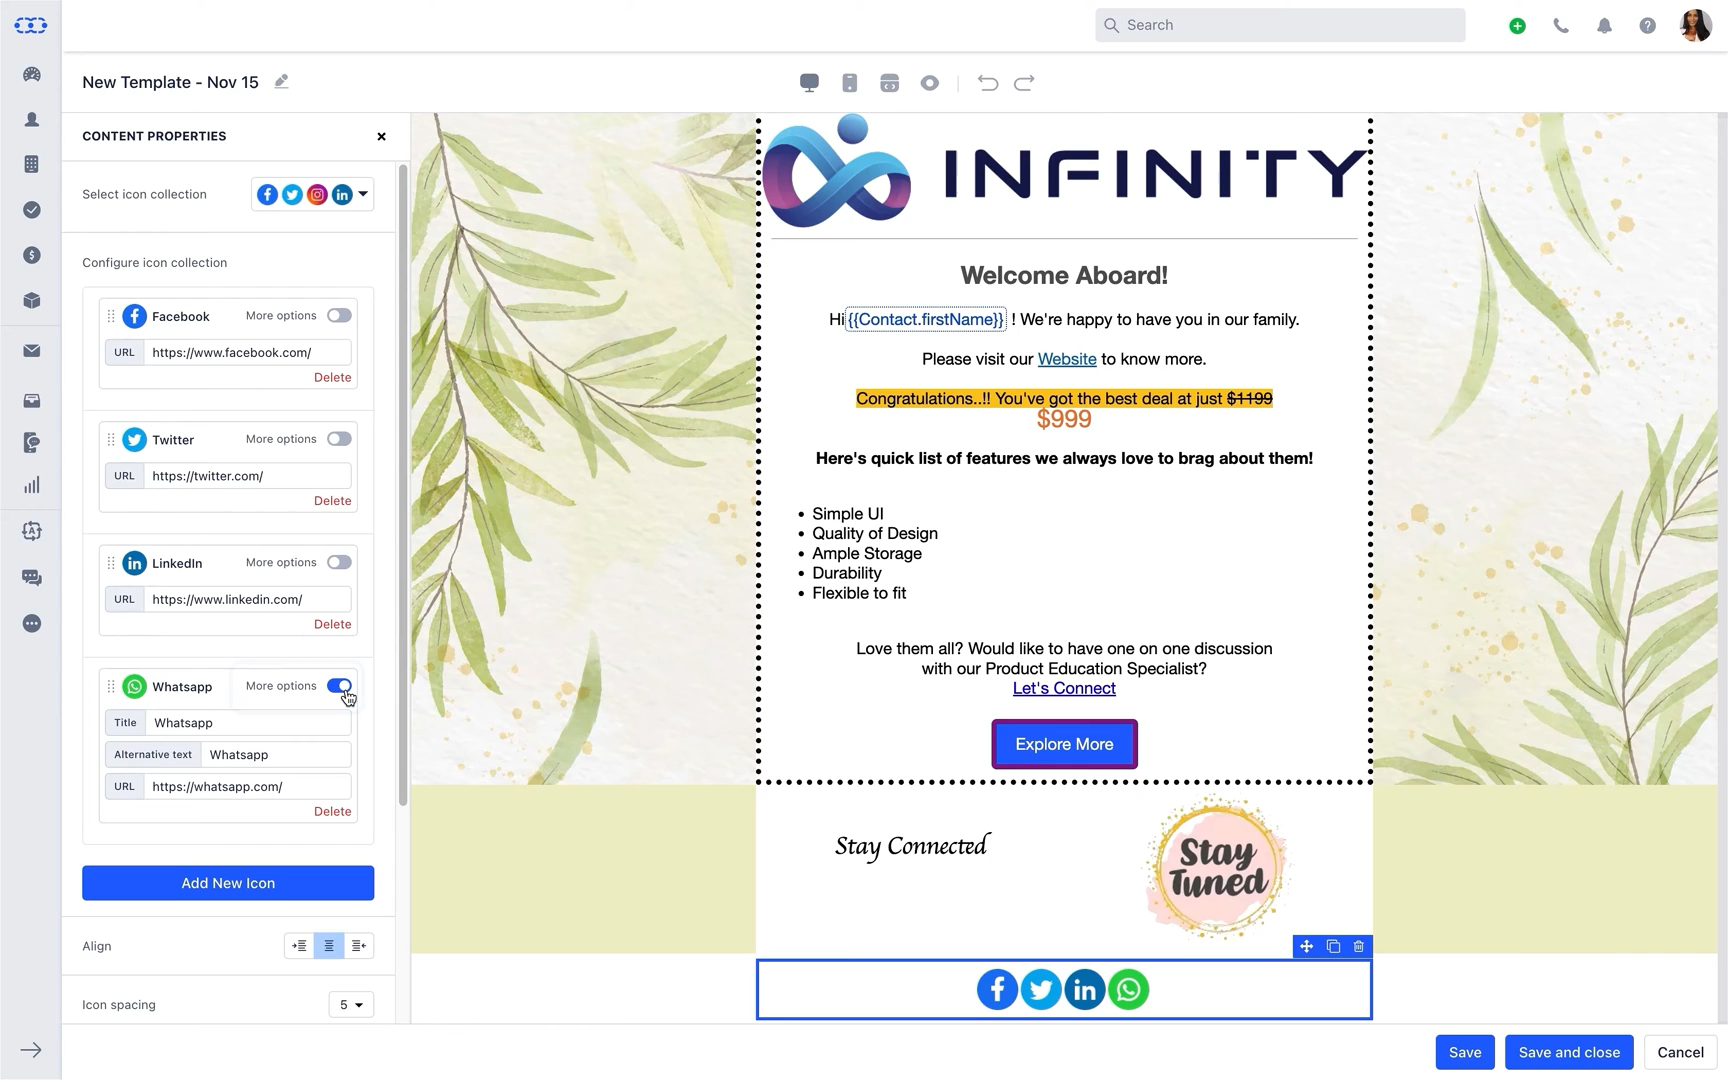 Search
New Template - Nov 15
CONTENT PROPERTIES
Select icon collection
Configure icon collection
Facebook More options
URL https://www.facebook.com/
Delete
Twitter More options
URL https://twitter.com/
Delete
LinkedIn More options
URL https://www.linkedin.com/
Delete
Whatsapp More options
Title Whatsapp
Alternative text Whatsapp
URL https://whatsapp.com/
Delete
Add New Icon
Align
Icon spacing 5
INFINITY
Welcome Aboard!
Hi {{Contact.firstName}} ! We're happy to have you in our family.
Please visit our Website to know more.
Congratulations..!! You've got the best deal at just $1199
$999
Here's quick list of features we always love to brag about them!
• Simple UI
• Quality of Design
• Ample Storage
• Durability
• Flexible to fit
Love them all? Would like to have one on one discussion
with our Product Education Specialist?
Let's Connect
Explore More
Stay Connected
Stay
Tuned
Save Save and close Cancel